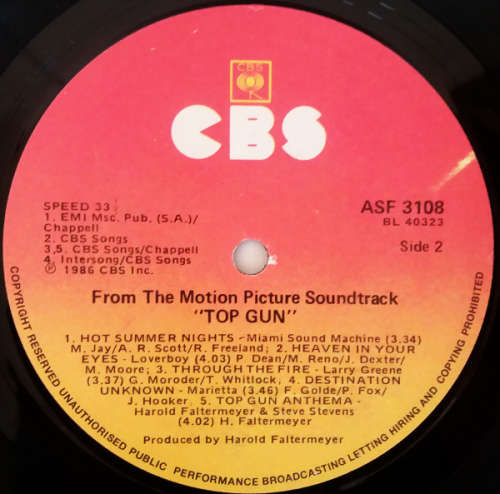 CBS
CBS
SPEED 33⅓
1. EMI Msc. Pub. (S.A.)/
Chappell
2. CBS Songs
3,5. CBS Songs/Chappell
4. Intersong/CBS Songs
℗ 1986 CBS Inc.
ASF 3108
BL 40323
Side 2
From The Motion Picture Soundtrack
"TOP GUN"
1. HOT SUMMER NIGHTS - Miami Sound Machine (3.34)
M. Jay/A. R. Scott/R. Freeland; 2. HEAVEN IN YOUR
EYES - Loverboy (4.03) P. Dean/M. Reno/J. Dexter/
M. Moore; 3. THROUGH THE FIRE - Larry Greene
(3.37) G. Moroder/T. Whitlock, 4. DESTINATION
UNKNOWN - Marietta (3.46) F. Golde/P. Fox/
J. Hooker. 5. TOP GUN ANTHEMA -
Harold Faltermeyer & Steve Stevens
(4.02) H. Faltermeyer
Produced by Harold Faltermeyer
COPYRIGHT RESERVED UNAUTHORISED PUBLIC PERFORMANCE BROADCASTING LETTING HIRING AND COPYING PROHIBITED